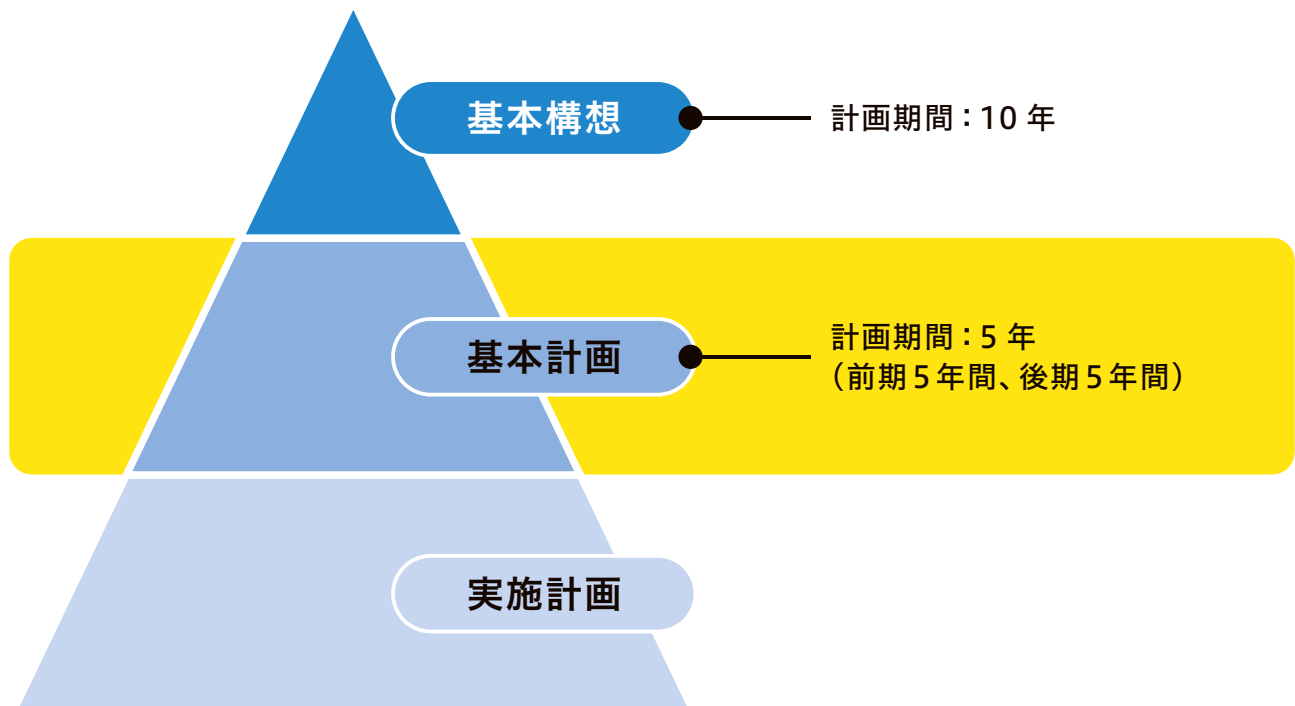 基本構想
計画期間：10 年
基本計画
計画期間：5 年
（前期5年間、後期5年間）
実施計画